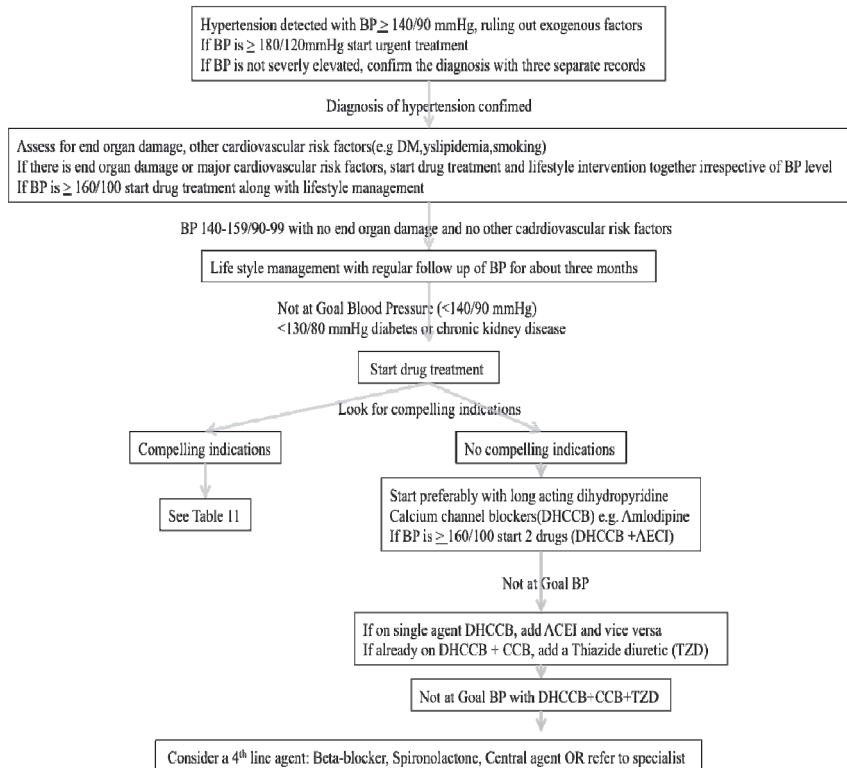 Hypertension detected with BP ≥ 140/90 mmHg, ruling out exogenous factors
If BP is ≥ 180/120mmHg start urgent treatment
If BP is not severly elevated, confirm the diagnosis with three separate records
Diagnosis of hypertension confimed
Assess for end organ damage, other cardiovascular risk factors(e.g DM,yslipidemia,smoking)
If there is end organ damage or major cardiovascular risk factors, start drug treatment and lifestyle intervention together irrespective of BP level
If BP is ≥ 160/100 start drug treatment along with lifestyle management
BP 140-159/90-99 with no end organ damage and no other cadrdiovascular risk factors
Life style management with regular follow up of BP for about three months
Not at Goal Blood Pressure (<140/90 mmHg)
<130/80 mmHg diabetes or chronic kidney disease
Start drug treatment
Look for compelling indications
Compelling indications
No compelling indications
See Table 11
Start preferably with long acting dihydropyridine
Calcium channel blockers(DHCCB) e.g. Amlodipine
If BP is ≥ 160/100 start 2 drugs (DHCCB +AECI)
Not at Goal BP
If on single agent DHCCB, add ACEI and vice versa
If already on DHCCB + CCB, add a Thiazide diuretic (TZD)
Not at Goal BP with DHCCB+CCB+TZD
Consider a 4th line agent: Beta-blocker, Spironolactone, Central agent OR refer to specialist